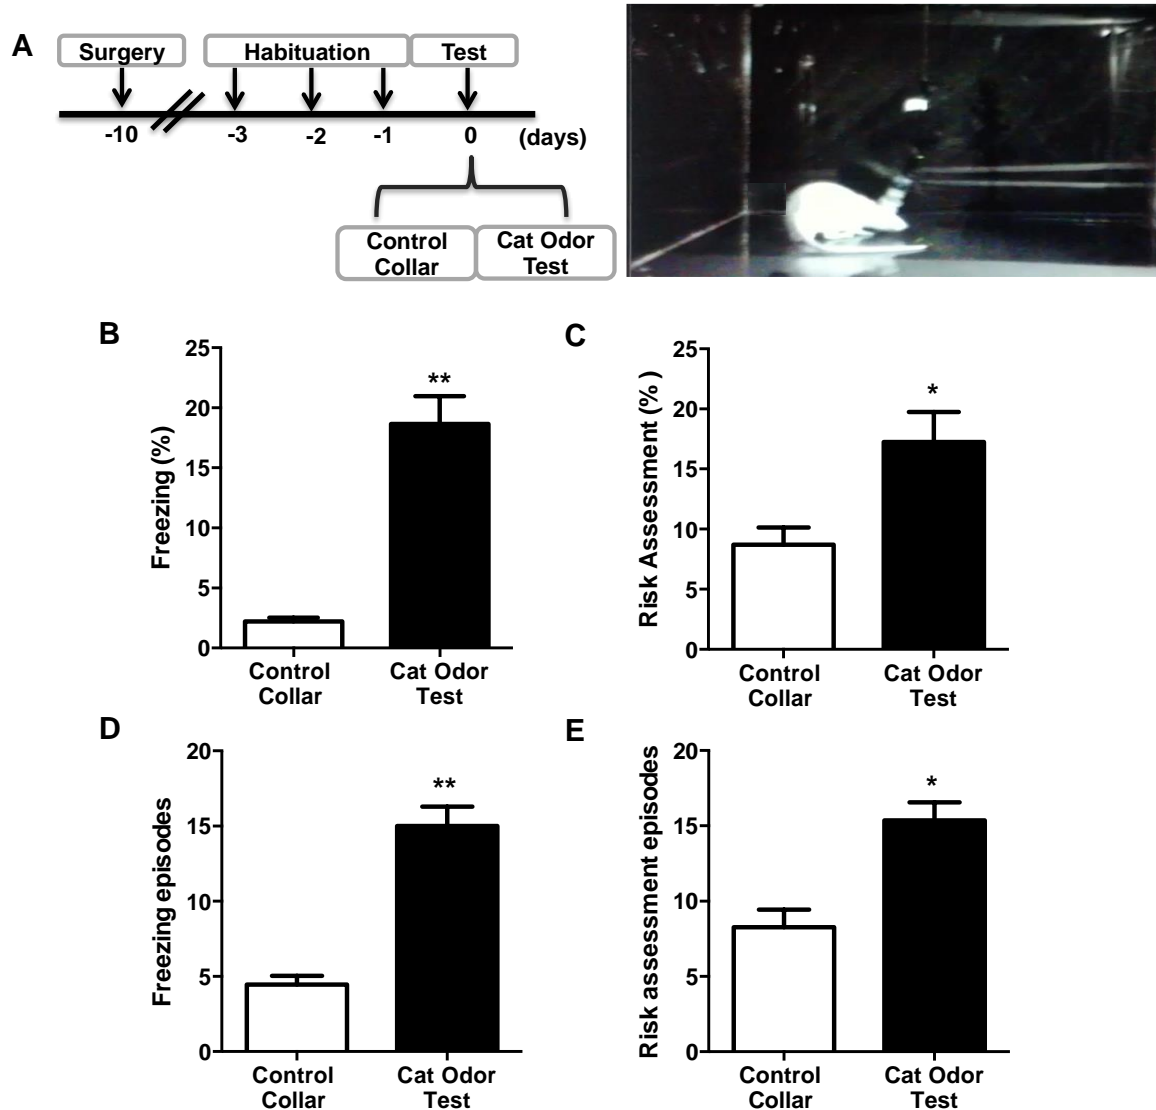 A
Surgery
Habituation
Test
-10
-3
-2
-1
0
(days)
Control
Collar
Cat Odor
Test
B
Freezing (%)
25
20
15
10
5
0
**
Control
Collar
Cat Odor
Test
C
Risk Assessment (% )
25
20
15
10
5
0
*
Control
Collar
Cat Odor
Test
D
Freezing episodes
20
15
10
5
0
**
Control
Collar
Cat Odor
Test
E
Risk assessment episodes
20
15
10
5
0
*
Control
Collar
Cat Odor
Test